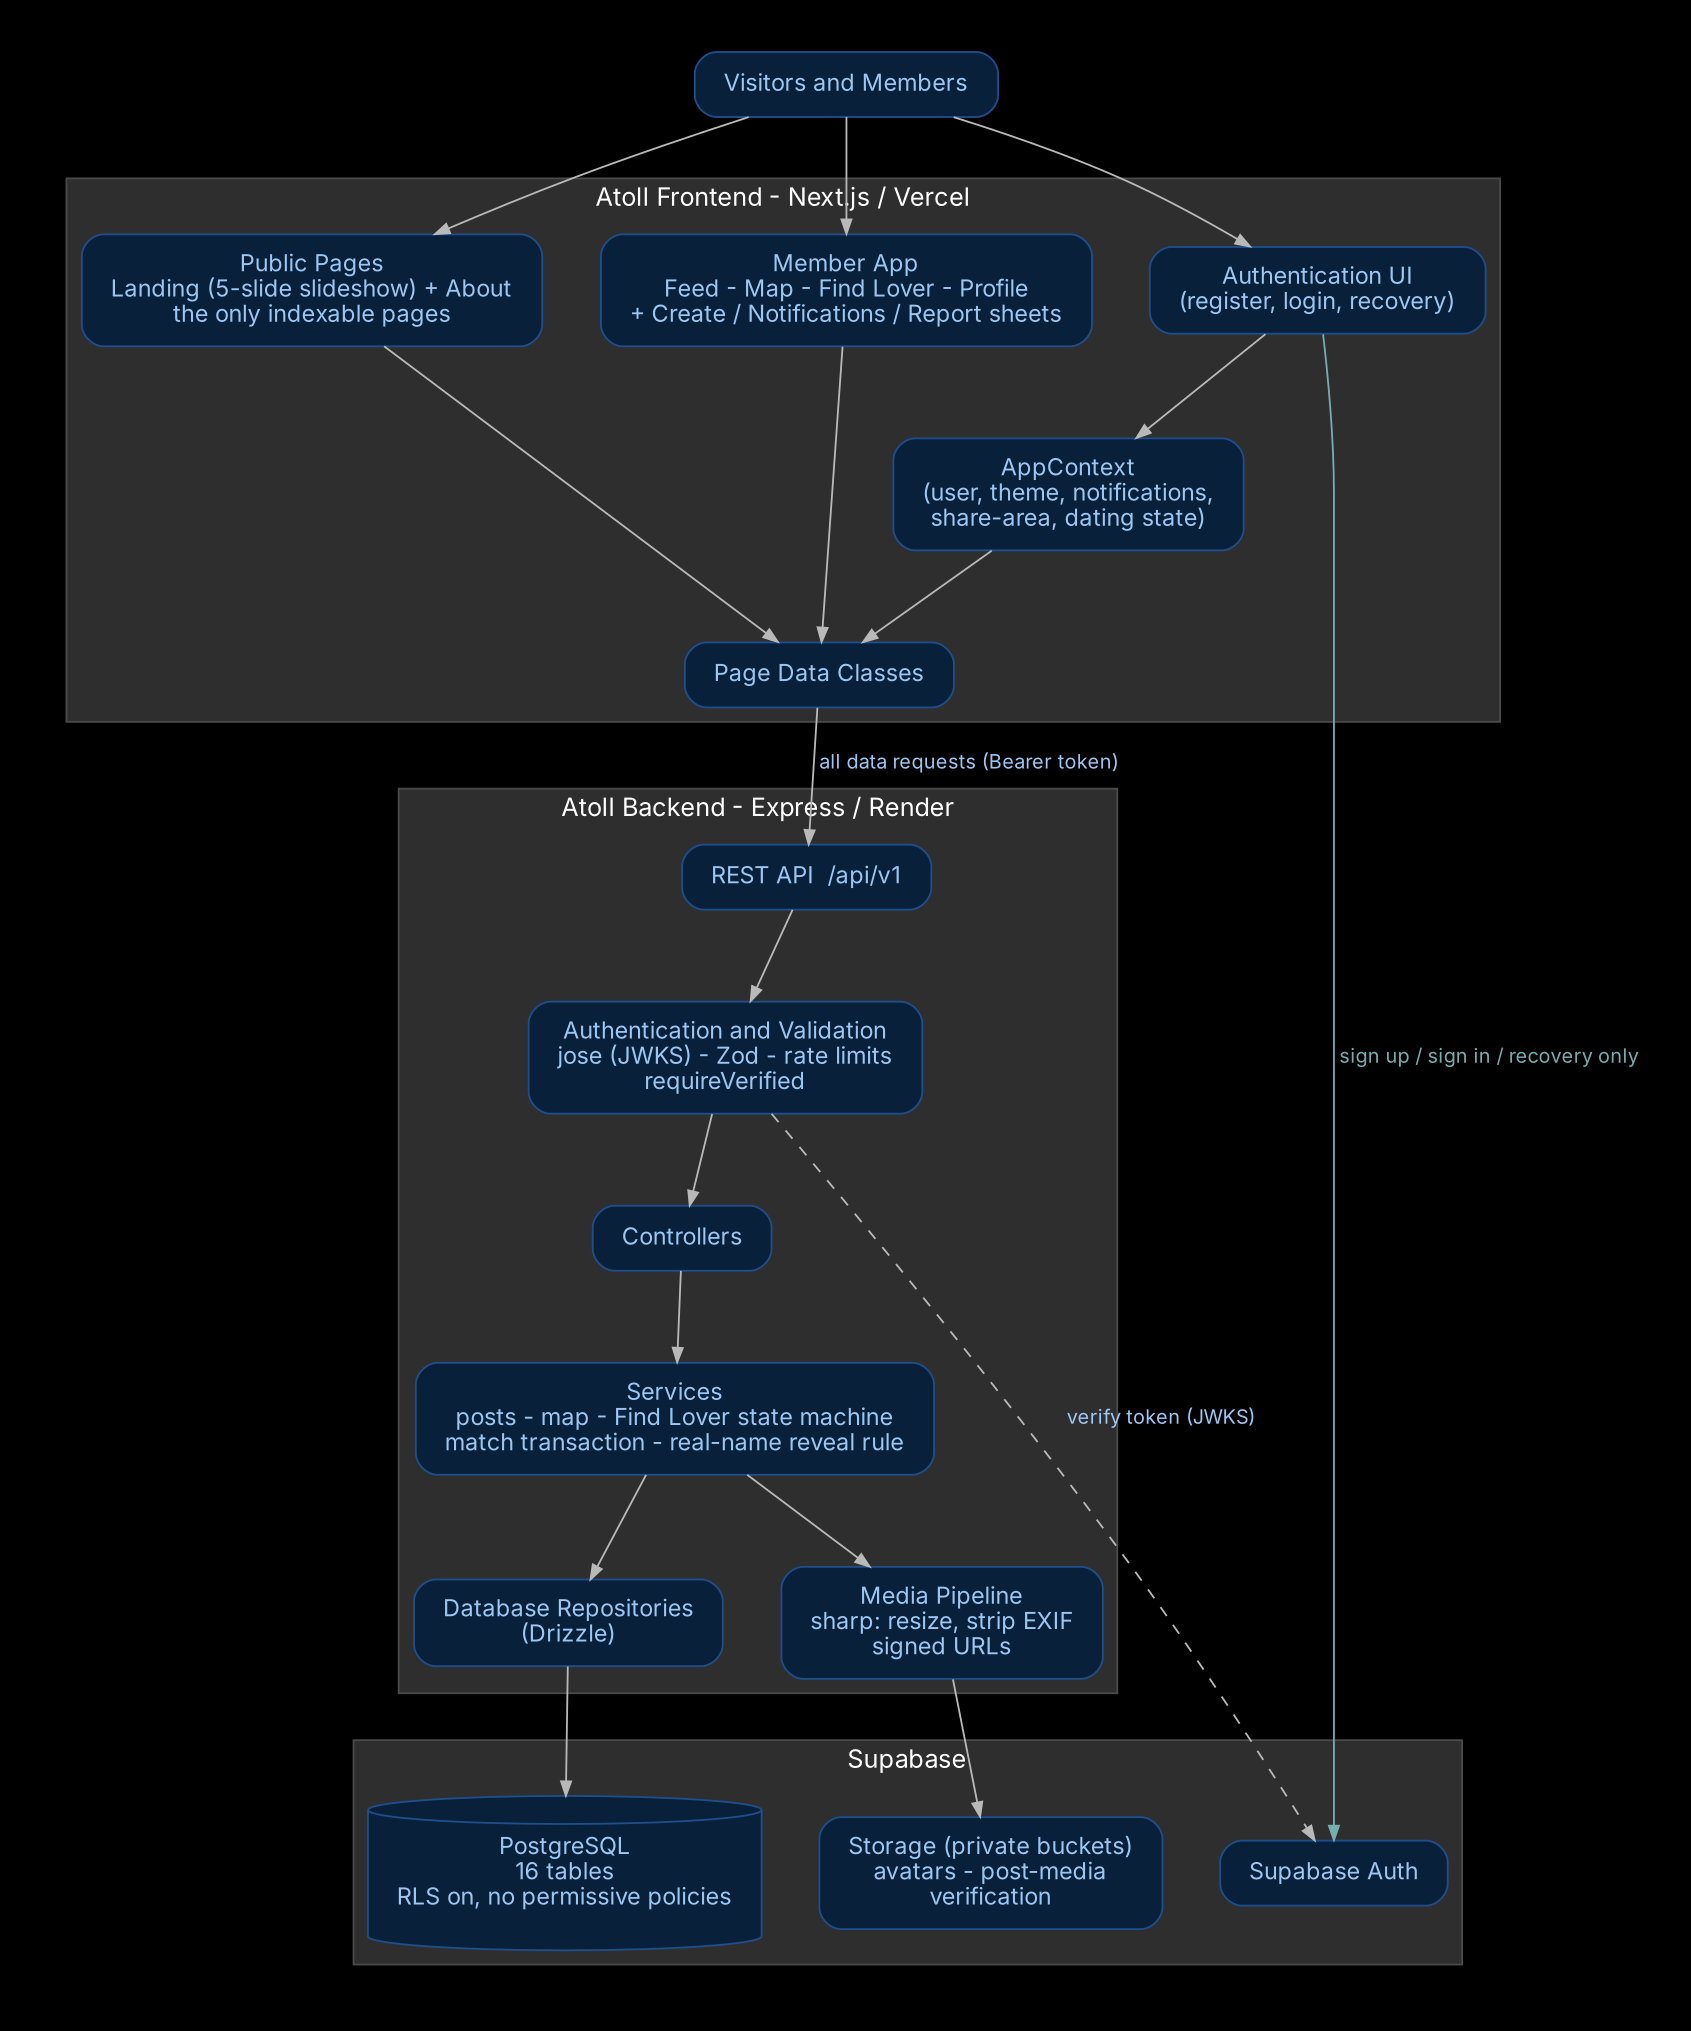 Visitors and Members
Atoll Frontend - Next.js / Vercel
Public Pages
Landing (5-slide slideshow) + About
the only indexable pages
Member App
Feed - Map - Find Lover - Profile
+ Create / Notifications / Report sheets
Authentication UI
(register, login, recovery)
AppContext
(user, theme, notifications,
share-area, dating state)
Page Data Classes
all data requests (Bearer token)
Atoll Backend - Express / Render
REST API  /api/v1
Authentication and Validation
jose (JWKS) - Zod - rate limits
requireVerified
sign up / sign in / recovery only
Controllers
Services
posts - map - Find Lover state machine
match transaction - real-name reveal rule
verify token (JWKS)
Database Repositories
(Drizzle)
Media Pipeline
sharp: resize, strip EXIF
signed URLs
Supabase
PostgreSQL
16 tables
RLS on, no permissive policies
Storage (private buckets)
avatars - post-media
verification
Supabase Auth